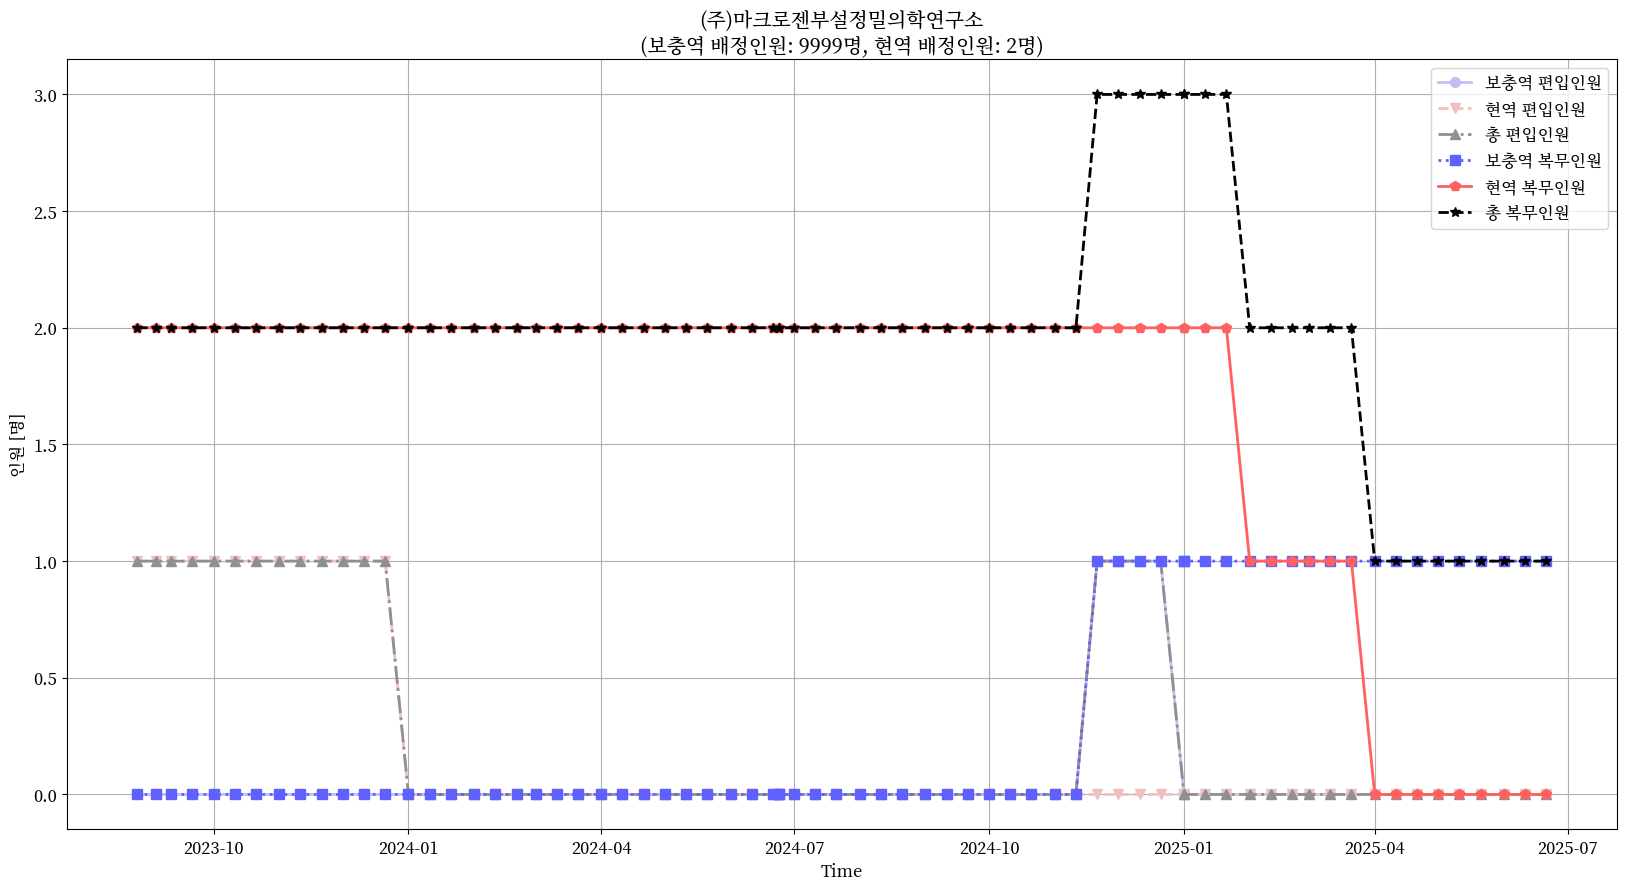 (주)마크로젠부설정밀의학연구소
(보충역 배정인원: 9999명, 현역 배정인원: 2명)
인원 [명]
3.0
2.5
2.0
1.5
1.0
0.5
0.0
보충역 편입인원
현역 편입인원
총 편입인원
보충역 복무인원
현역 복무인원
총 복무인원
2023-10
2024-01
2024-04
2024-07
2024-10
2025-01
2025-04
2025-07
Time